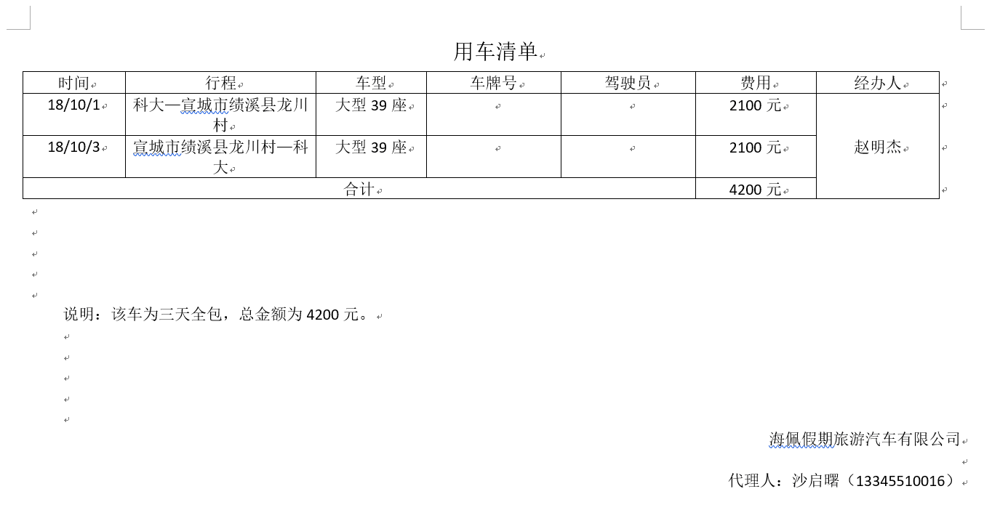 用车清单
时间 行程 车型 车牌号 驾驶员 费用 经办人
18/10/1 科大—宣城市绩溪县龙川 大型 39 座 2100 元
村
18/10/3 宣城市绩溪县龙川村—科 大型 39 座 2100 元 赵明杰
大
合计 4200 元
说明：该车为三天全包，总金额为 4200 元。
海佩假期旅游汽车有限公司
代理人：沙启曙（13345510016）